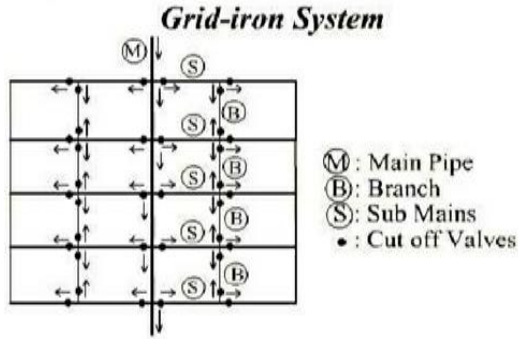 Grid-iron System
M
S
B
S
B
S
B
S
B
S
M : Main Pipe
B : Branch
S : Sub Mains
• : Cut off Valves